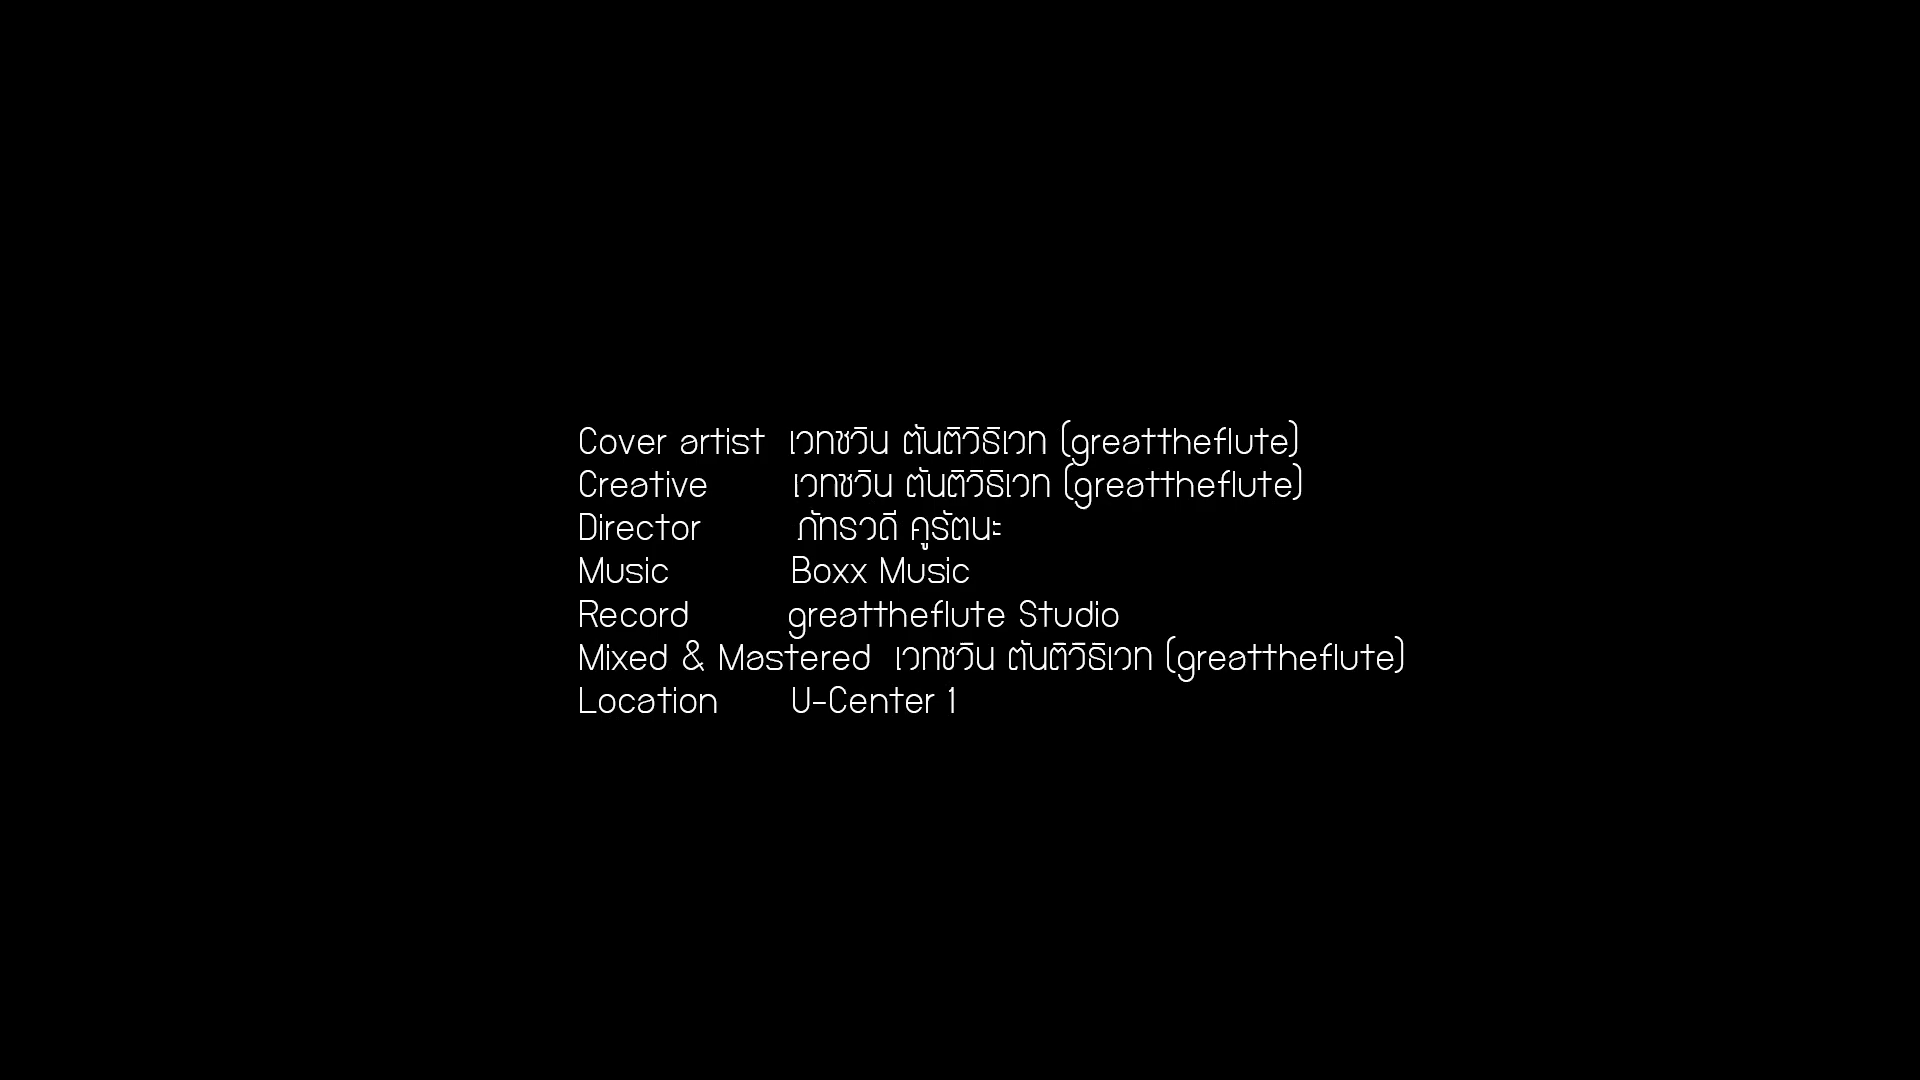 Cover artist เวทชวิน ตันติวิธิเวท (greattheflute)
Creative เวทชวิน ตันติวิธิเวท (greattheflute)
Director ภัทรวดี คูรัตนะ
Music Boxx Music
Record greattheflute Studio
Mixed & Mastered เวทชวิน ตันติวิธิเวท (greattheflute)
Location U-Center 1